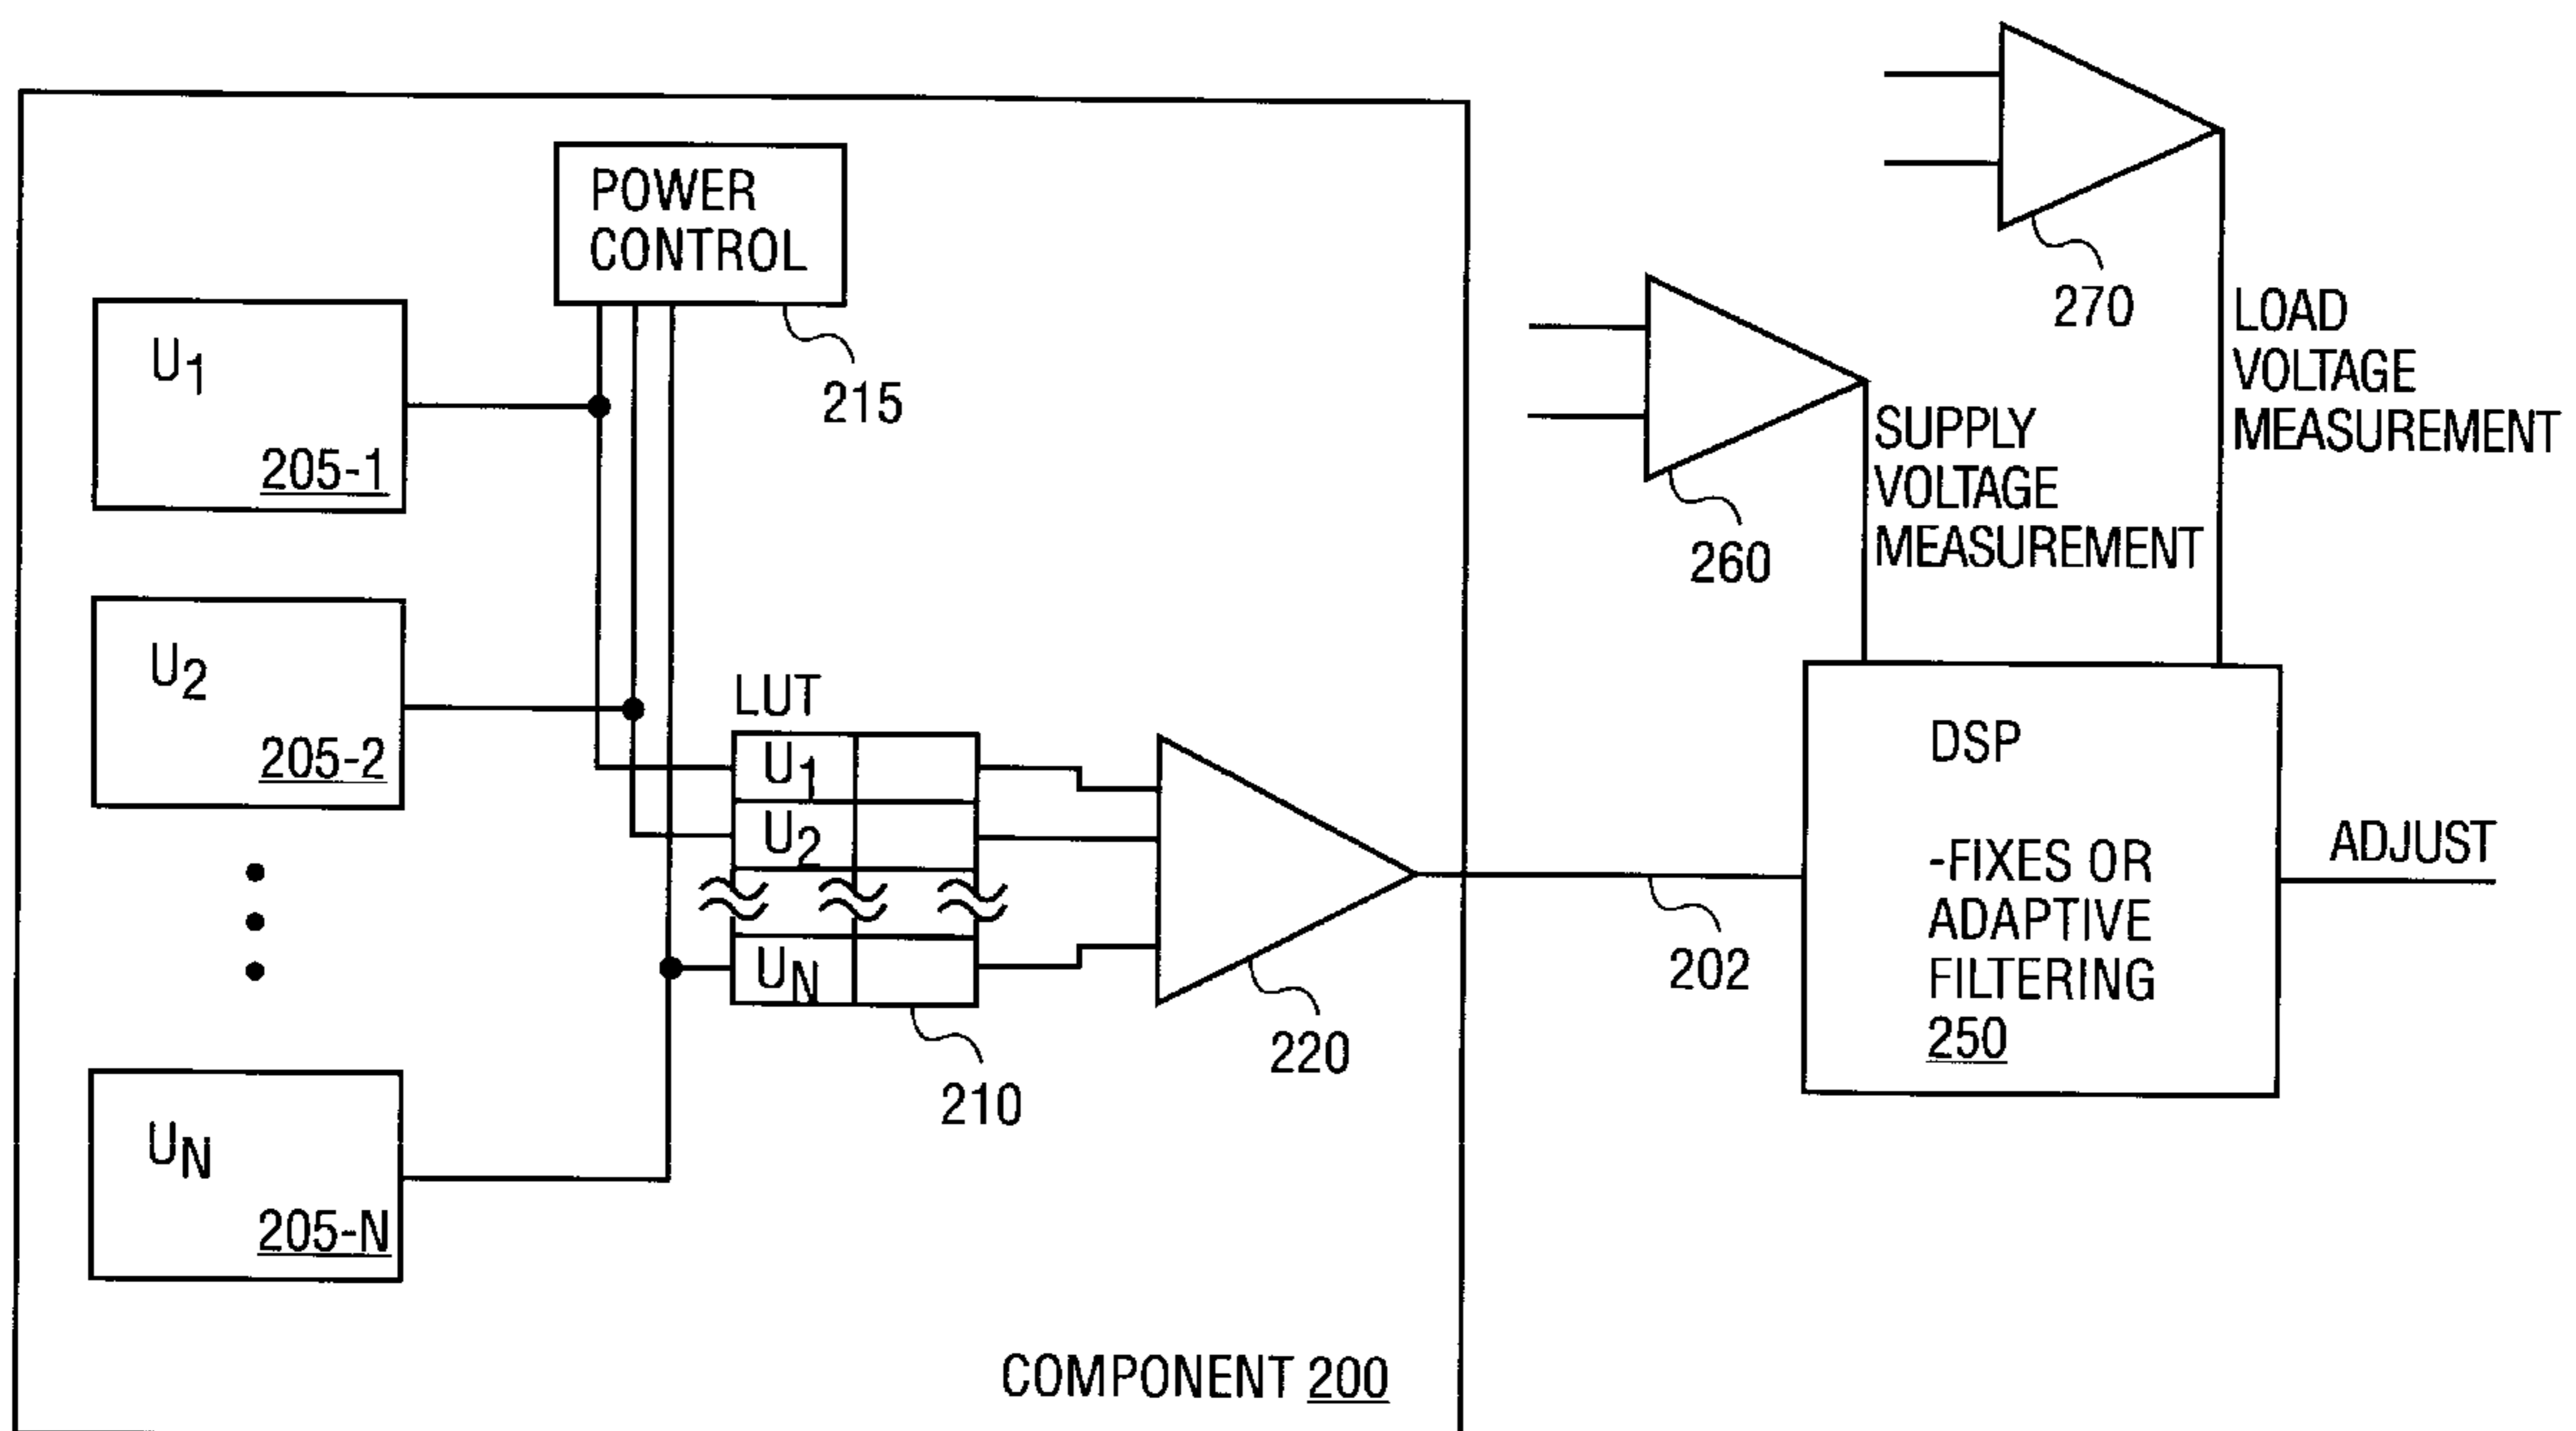 POWER
CONTROL
215
U1
205-1
U2
205-2
UN
205-N
LUT
U1
U2
UN
210
220
COMPONENT 200
202
260
SUPPLY
VOLTAGE
MEASUREMENT
270
LOAD
VOLTAGE
MEASUREMENT
DSP
-FIXES OR
ADAPTIVE
FILTERING
250
ADJUST